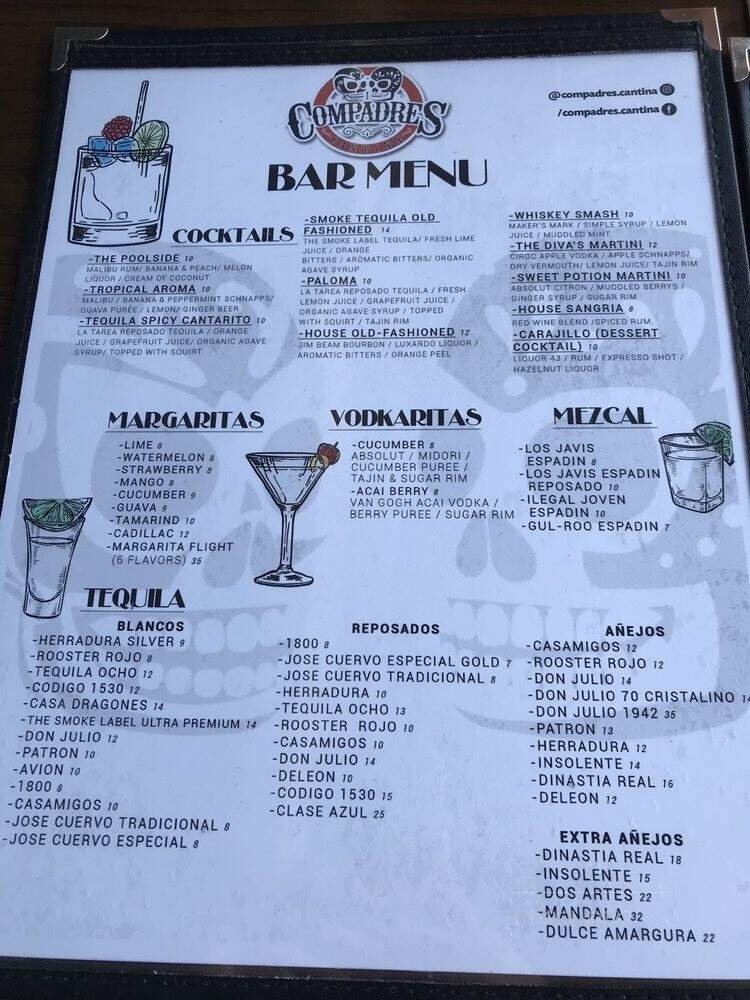 COMPADRES
CANTINA
@compadres.cantina
/compadres.cantina
BAR MENU
COCKTAILS
-THE POOLSIDE 10
MALIBU RUM/ BANANA & PEACH/ MELON
LIQUOR / CREAM OF COCONUT
-TROPICAL AROMA 10
MALIBU / BANANA & PEPPERMINT SCHNAPPS/
GUAVA PURÉE / LEMON/ GINGER BEER
-TEQUILA SPICY CANTARITO 10
LA TAREA REPOSADO TEQUILA / ORANGE
JUICE / GRAPEFRUIT JUICE/ ORGANIC AGAVE
SYRUP/ TOPPED WITH SQUIRT
-SMOKE TEQUILA OLD
FASHIONED 14
THE SMOKE LABEL TEQUILA/ FRESH LIME
JUICE / ORANGE
BITTERS / AROMATIC BITTERS/ ORGANIC
AGAVE SYRUP
-PALOMA 10
LA TAREA REPOSADO TEQUILA / FRESH
LEMON JUICE / GRAPEFRUIT JUICE /
ORGANIC AGAVE SYRUP / TOPPED
WITH SQUIRT / TAJIN RIM
-HOUSE OLD-FASHIONED 12
JIM BEAM BOURBON / LUXARDO LIQUOR /
AROMATIC BITTERS / ORANGE PEEL
-WHISKEY SMASH 10
MAKER'S MARK / SIMPLE SYRUP / LEMON
JUICE / MUDDLED MINT
-THE DIVA'S MARTINI 12
CIROC APPLE VODKA / APPLE SCHNAPPS/
DRY VERMOUTH/ LEMON JUICE/ TAJIN RIM
-SWEET POTION MARTINI 10
ABSOLUT CITRON / MUDDLED BERRYS /
GINGER SYRUP / SUGAR RIM
-HOUSE SANGRIA 8
RED WINE BLEND /SPICED RUM.
-CARAJILLO (DESSERT
COCKTAIL) 10
LIQUOR 43 / RUM / EXPRESSO SHOT /
HAZELNUT LIQUOR
MARGARITAS
-LIME 8
-WATERMELON 8
-STRAWBERRY 8
-MANGO 8
-CUCUMBER 9
-GUAVA 9
-TAMARIND 10
-CADILLAC 12
-MARGARITA FLIGHT
(6 FLAVORS) 35
VODKARITAS
-CUCUMBER 8
ABSOLUT / MIDORI /
CUCUMBER PUREE /
TAJIN & SUGAR RIM
-ACAI BERRY 8
VAN GOGH ACAI VODKA /
BERRY PUREE / SUGAR RIM
MEZCAL
-LOS JAVIS
ESPADIN 8
-LOS JAVIS ESPADIN
REPOSADO 10
-ILEGAL JOVEN
ESPADIN 10
-GUL-ROO ESPADIN 7
TEQUILA
BLANCOS
-HERRADURA SILVER 9
-ROOSTER ROJO 8
-TEQUILA OCHO 12
-CODIGO 1530 12
-CASA DRAGONES 14
-THE SMOKE LABEL ULTRA PREMIUM 14
-DON JULIO 12
-PATRON 10
-AVION 10
-1800 8
-CASAMIGOS 10
-JOSE CUERVO TRADICIONAL 8
-JOSE CUERVO ESPECIAL 8
REPOSADOS
-1800 8
-JOSE CUERVO ESPECIAL GOLD 7
-JOSE CUERVO TRADICIONAL 8
-HERRADURA 10
-TEQUILA OCHO 13
-ROOSTER ROJO 10
-CASAMIGOS 10
-DON JULIO 14
-DELEON 10
-CODIGO 1530 15
-CLASE AZUL 25
AÑEJOS
-CASAMIGOS 12
-ROOSTER ROJO 12
-DON JULIO 14
-DON JULIO 70 CRISTALINO 14
-DON JULIO 1942 35
-PATRON 13
-HERRADURA 12
-INSOLENTE 14
-DINASTIA REAL 16
-DELEON 12
EXTRA AÑEJOS
-DINASTIA REAL 18
-INSOLENTE 15
-DOS ARTES 22
-MANDALA 32
-DULCE AMARGURA 22